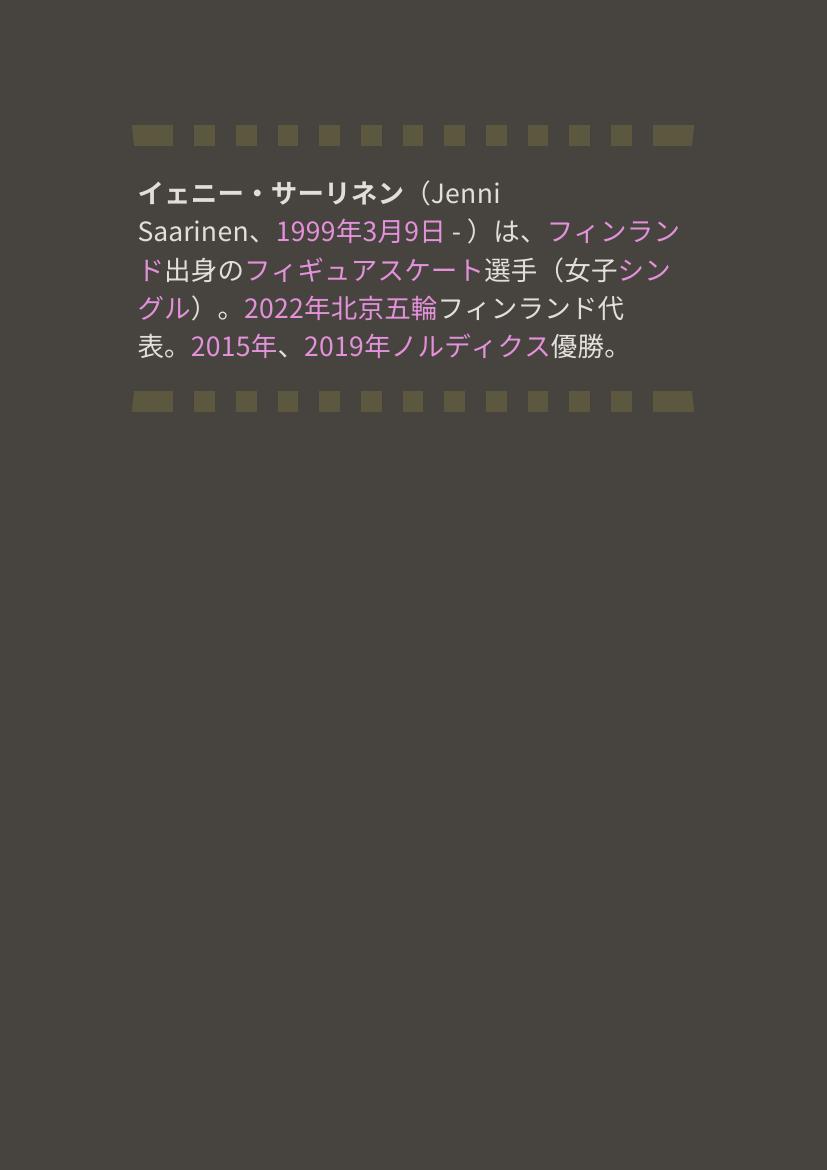 イェニー・サーリネン（Jenni
Saarinen、1999年3月9日 - ）は、フィンラン
ド出身のフィギュアスケート選手（女子シン
グル）。2022年北京五輪フィンランド代
表。2015年、2019年ノルディクス優勝。